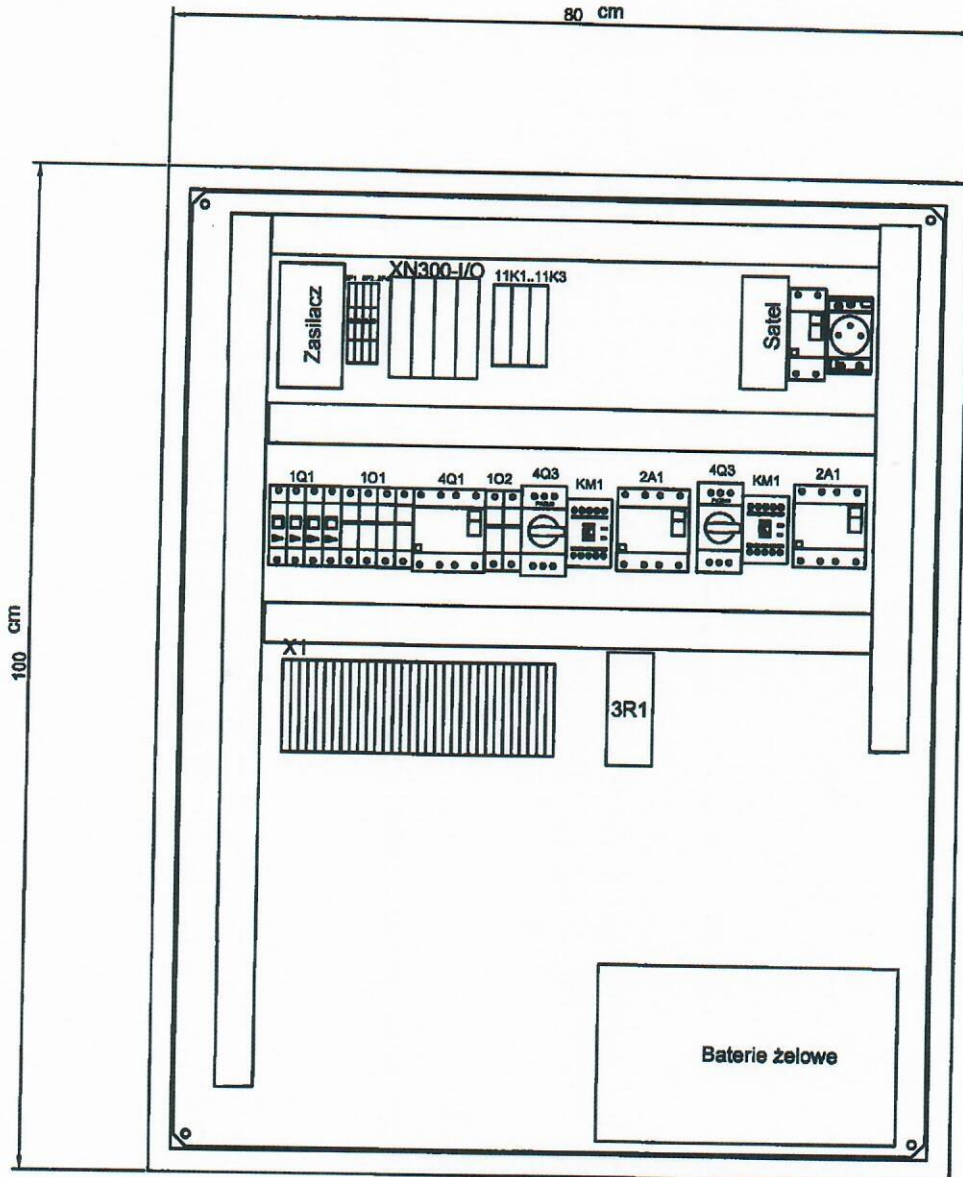 80 cm
100 cm
Zasilacz
XN300-I/O
11K1..11K3
Satel
1Q1
1O1
4Q1
1O2
4Q3
KM1
2A1
4Q3
KM1
2A1
X1
3R1
Baterie żelowe